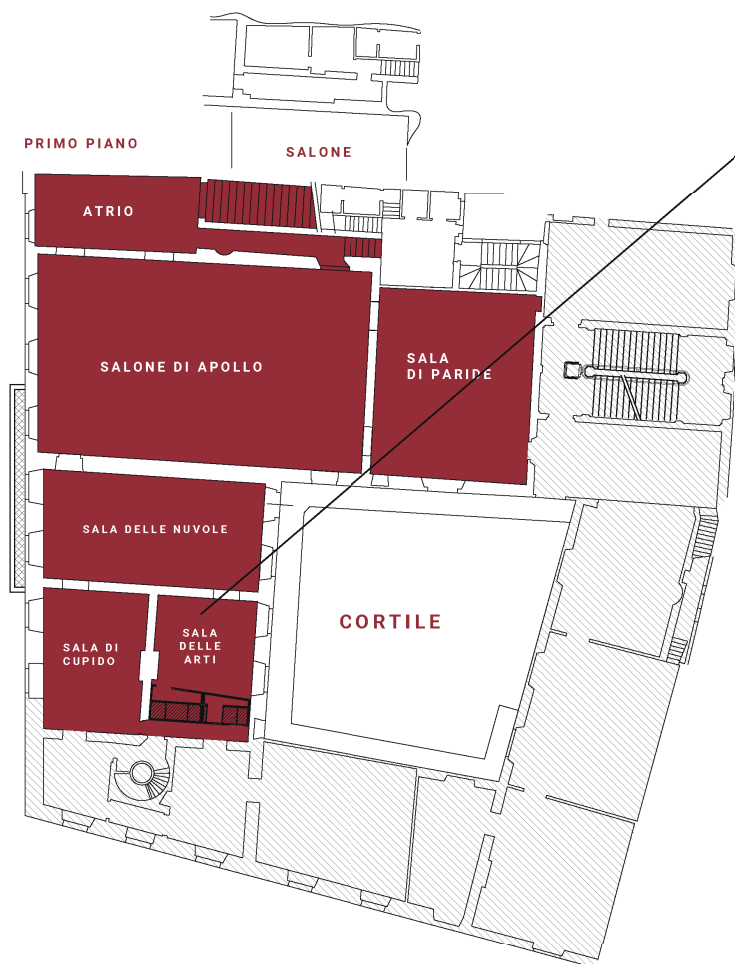 PRIMO PIANO
SALONE
ATRIO
SALONE DI APOLLO
SALA
DI PARIDE
SALA DELLE NUVOLE
CORTILE
SALA DI
CUPIDO
SALA
DELLE
ARTI